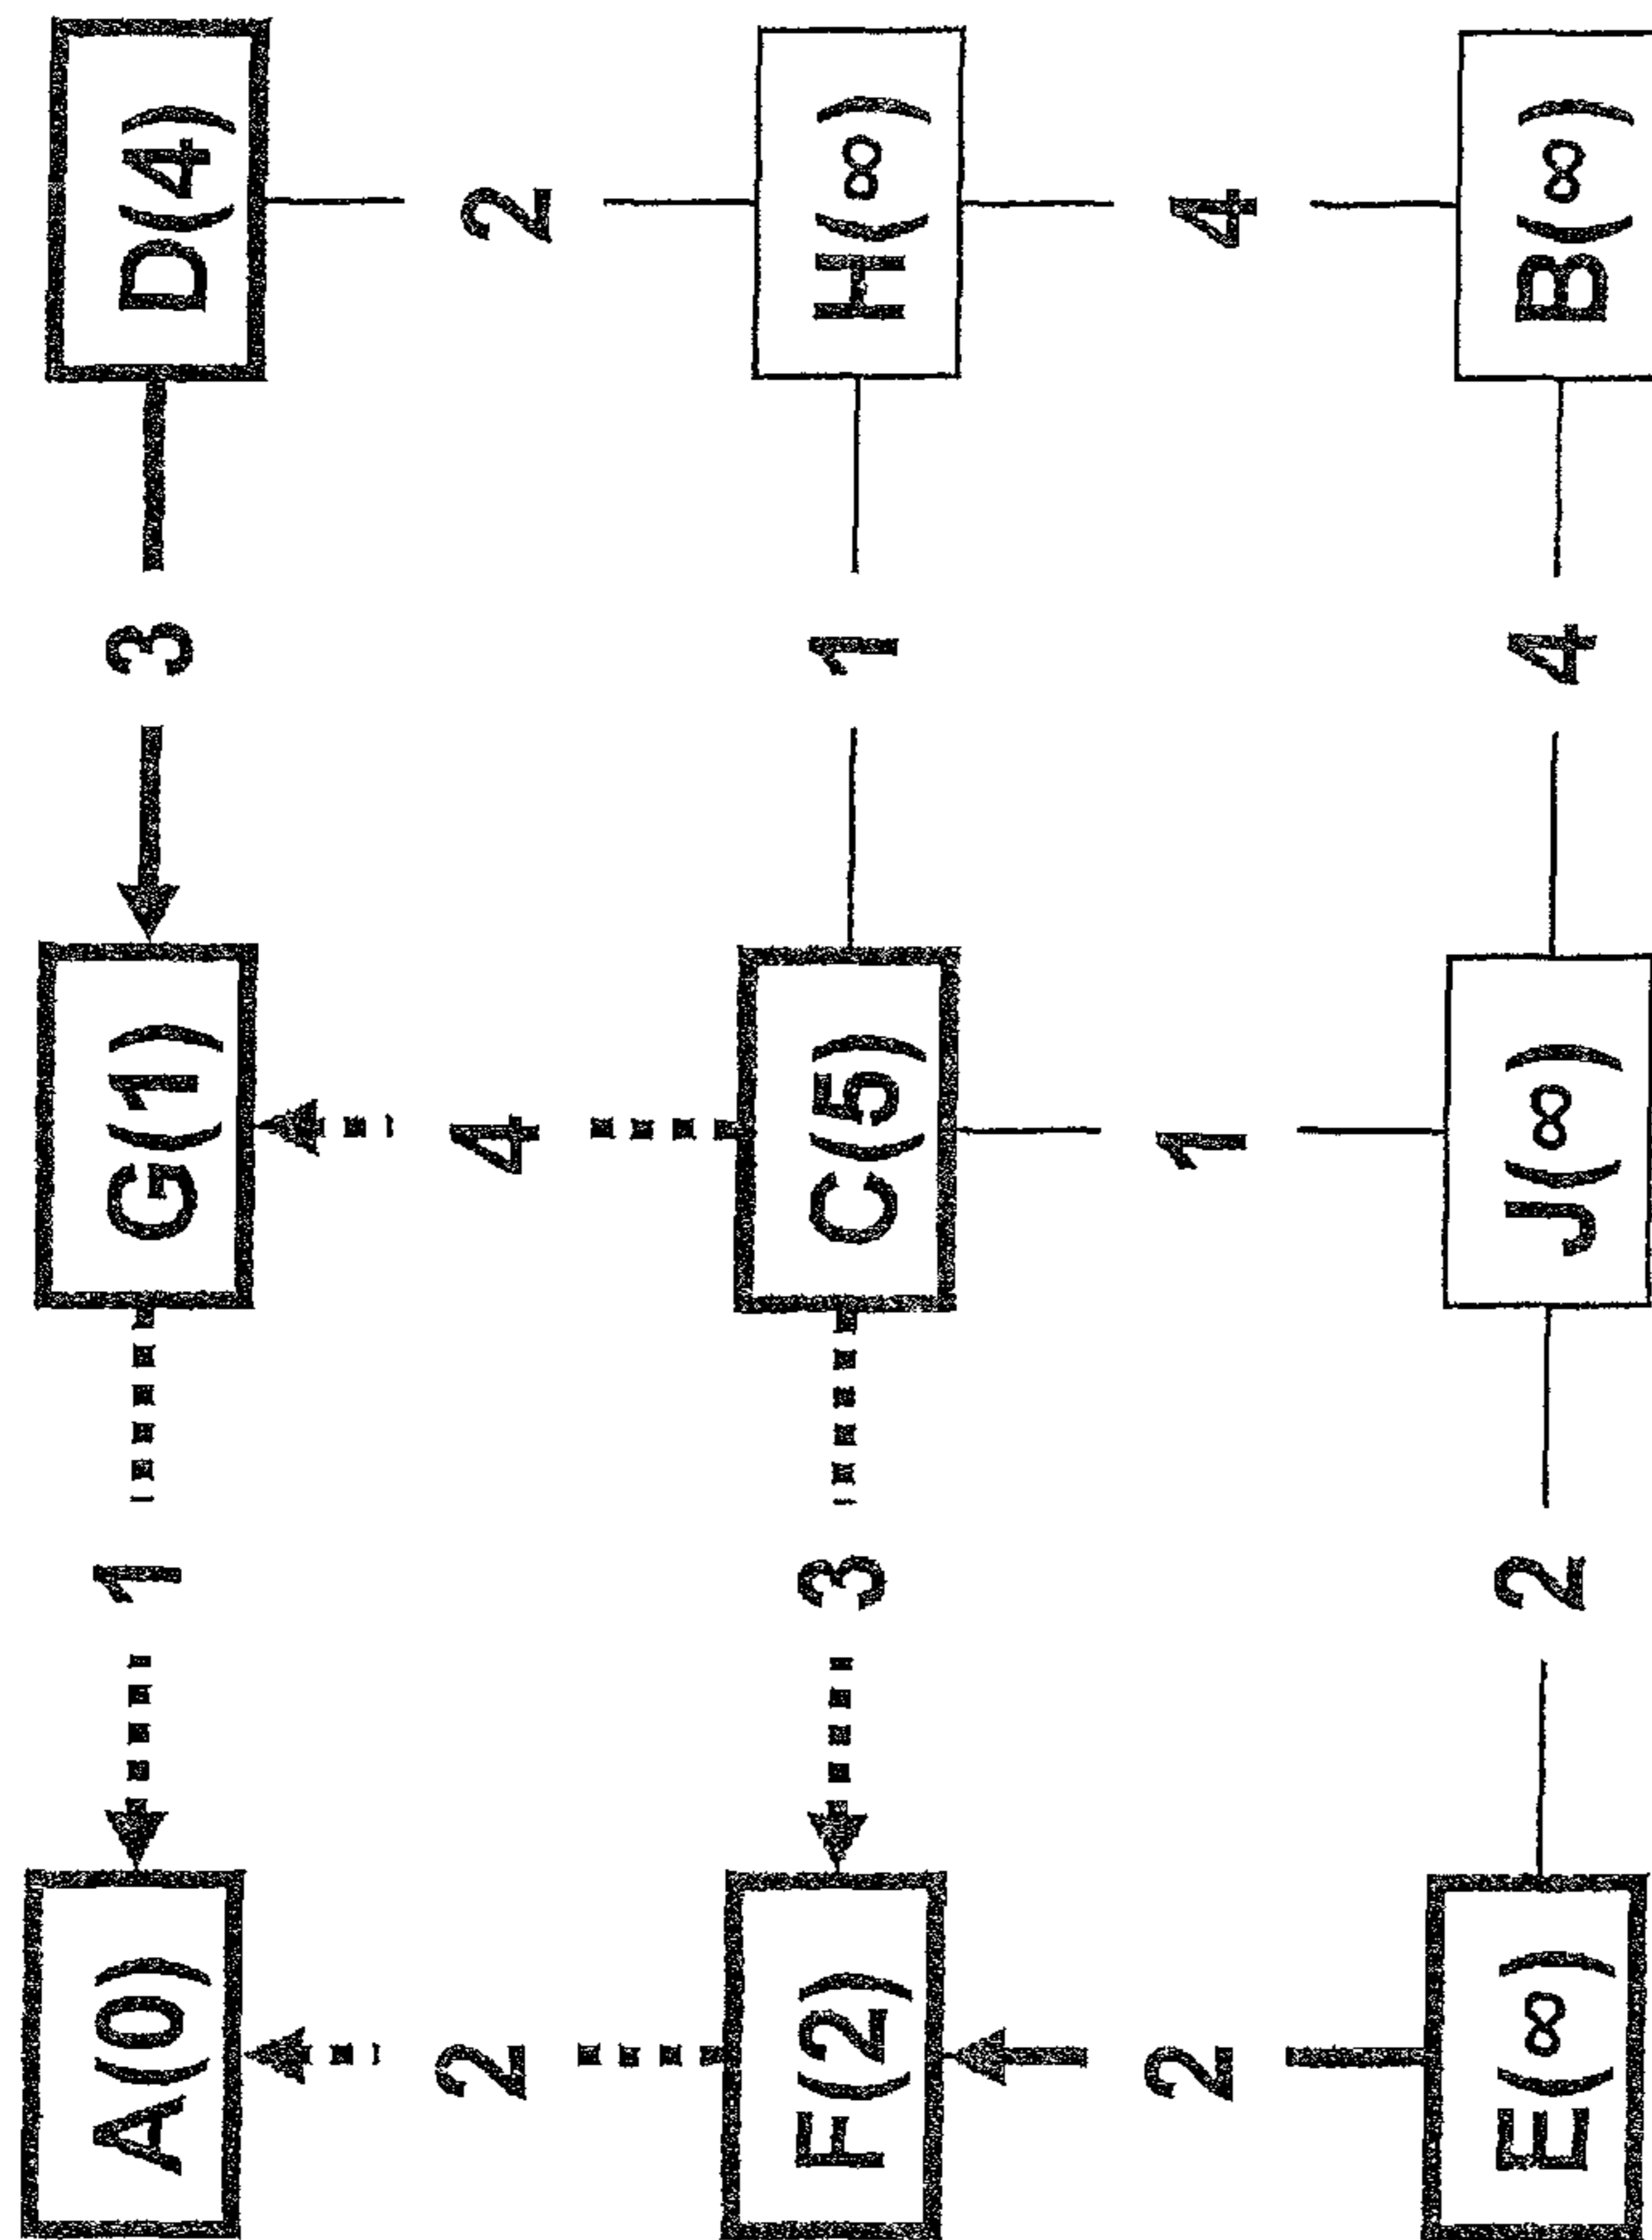 A(0) 1 G(1) 3 D(4)
2 4 2
F(2) 3 C(5) 1 H(∞)
2 1 4
E(∞) 2 J(∞) 4 B(∞)